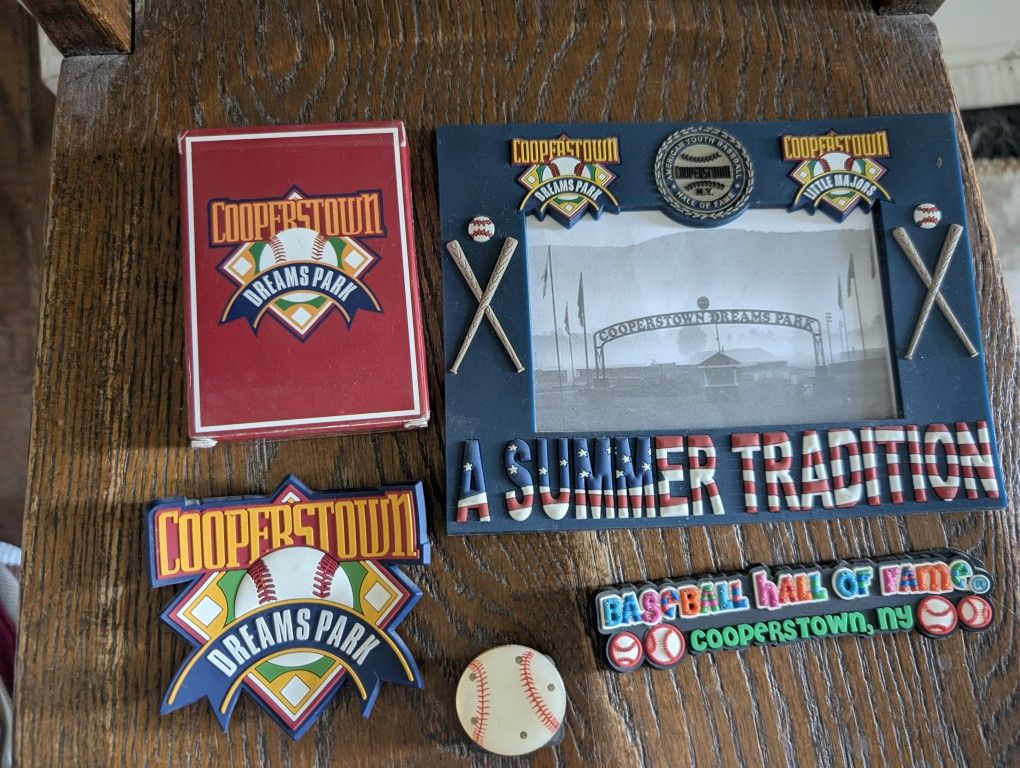 COOPERSTOWN
DREAMS PARK
COOPERSTOWN
DREAMS PARK
AMERICAN YOUTH BASEBALL
COOPERSTOWN
N.Y.
HALL OF FAME
COOPERSTOWN
LITTLE MAJORS
COOPERSTOWN DREAMS PARK
A SUMMER TRADITION
COOPERSTOWN
DREAMS PARK
BASEBALL HALL OF FAME
COOPERSTOWN, NY